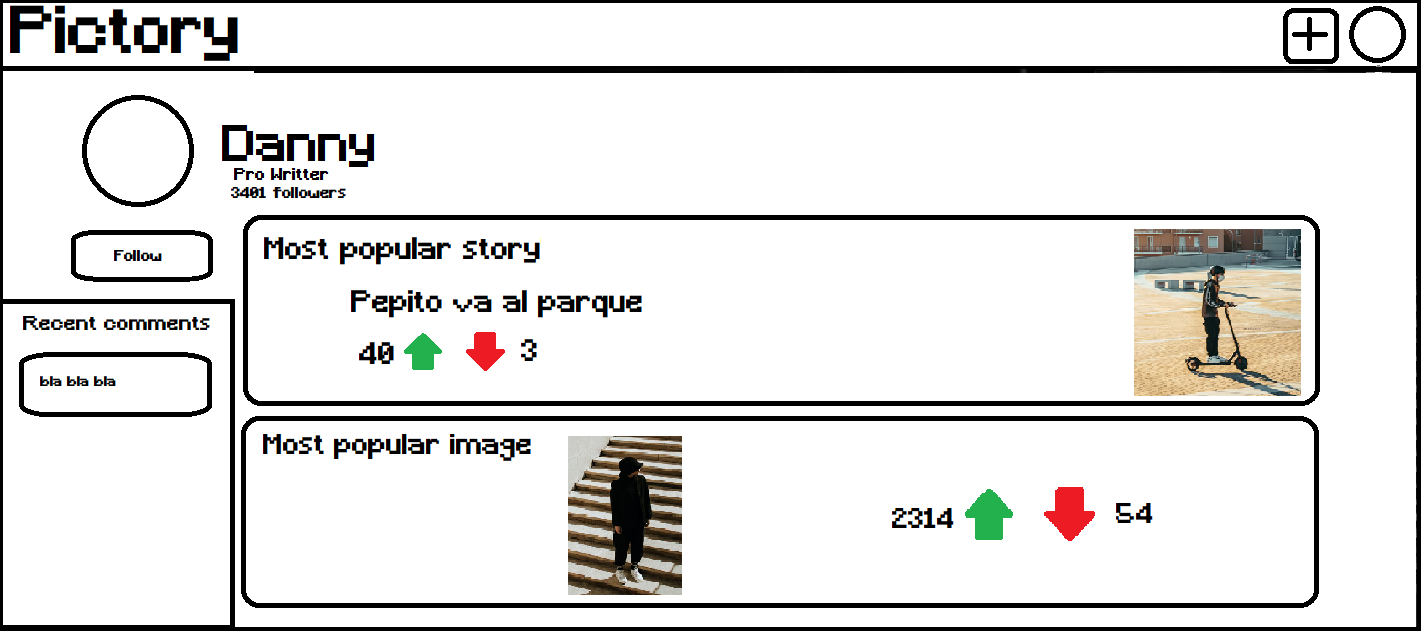 Pictory
Danny
Pro Writter
3401 followers
Follow
Recent comments
bla bla bla
Most popular story
Pepito va al parque
40 3
Most popular image
2314 54